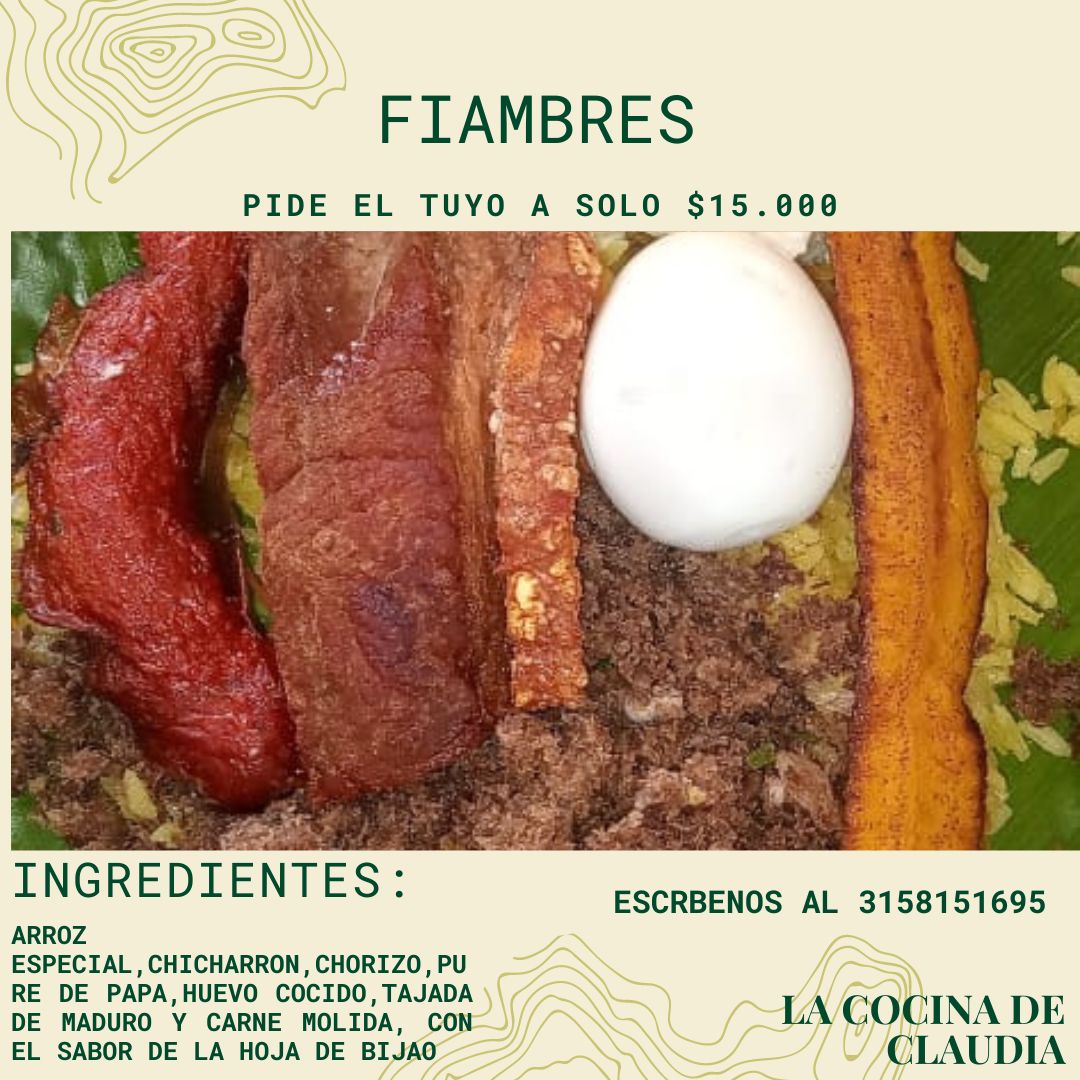 FIAMBRES
PIDE EL TUYO A SOLO $15.000
INGREDIENTES:
ARROZ
ESPECIAL,CHICHARRON,CHORIZO,PU
RE DE PAPA,HUEVO COCIDO,TAJADA
DE MADURO Y CARNE MOLIDA, CON
EL SABOR DE LA HOJA DE BIJAO
ESCRBENOS AL 3158151695
LA COCINA DE
CLAUDIA